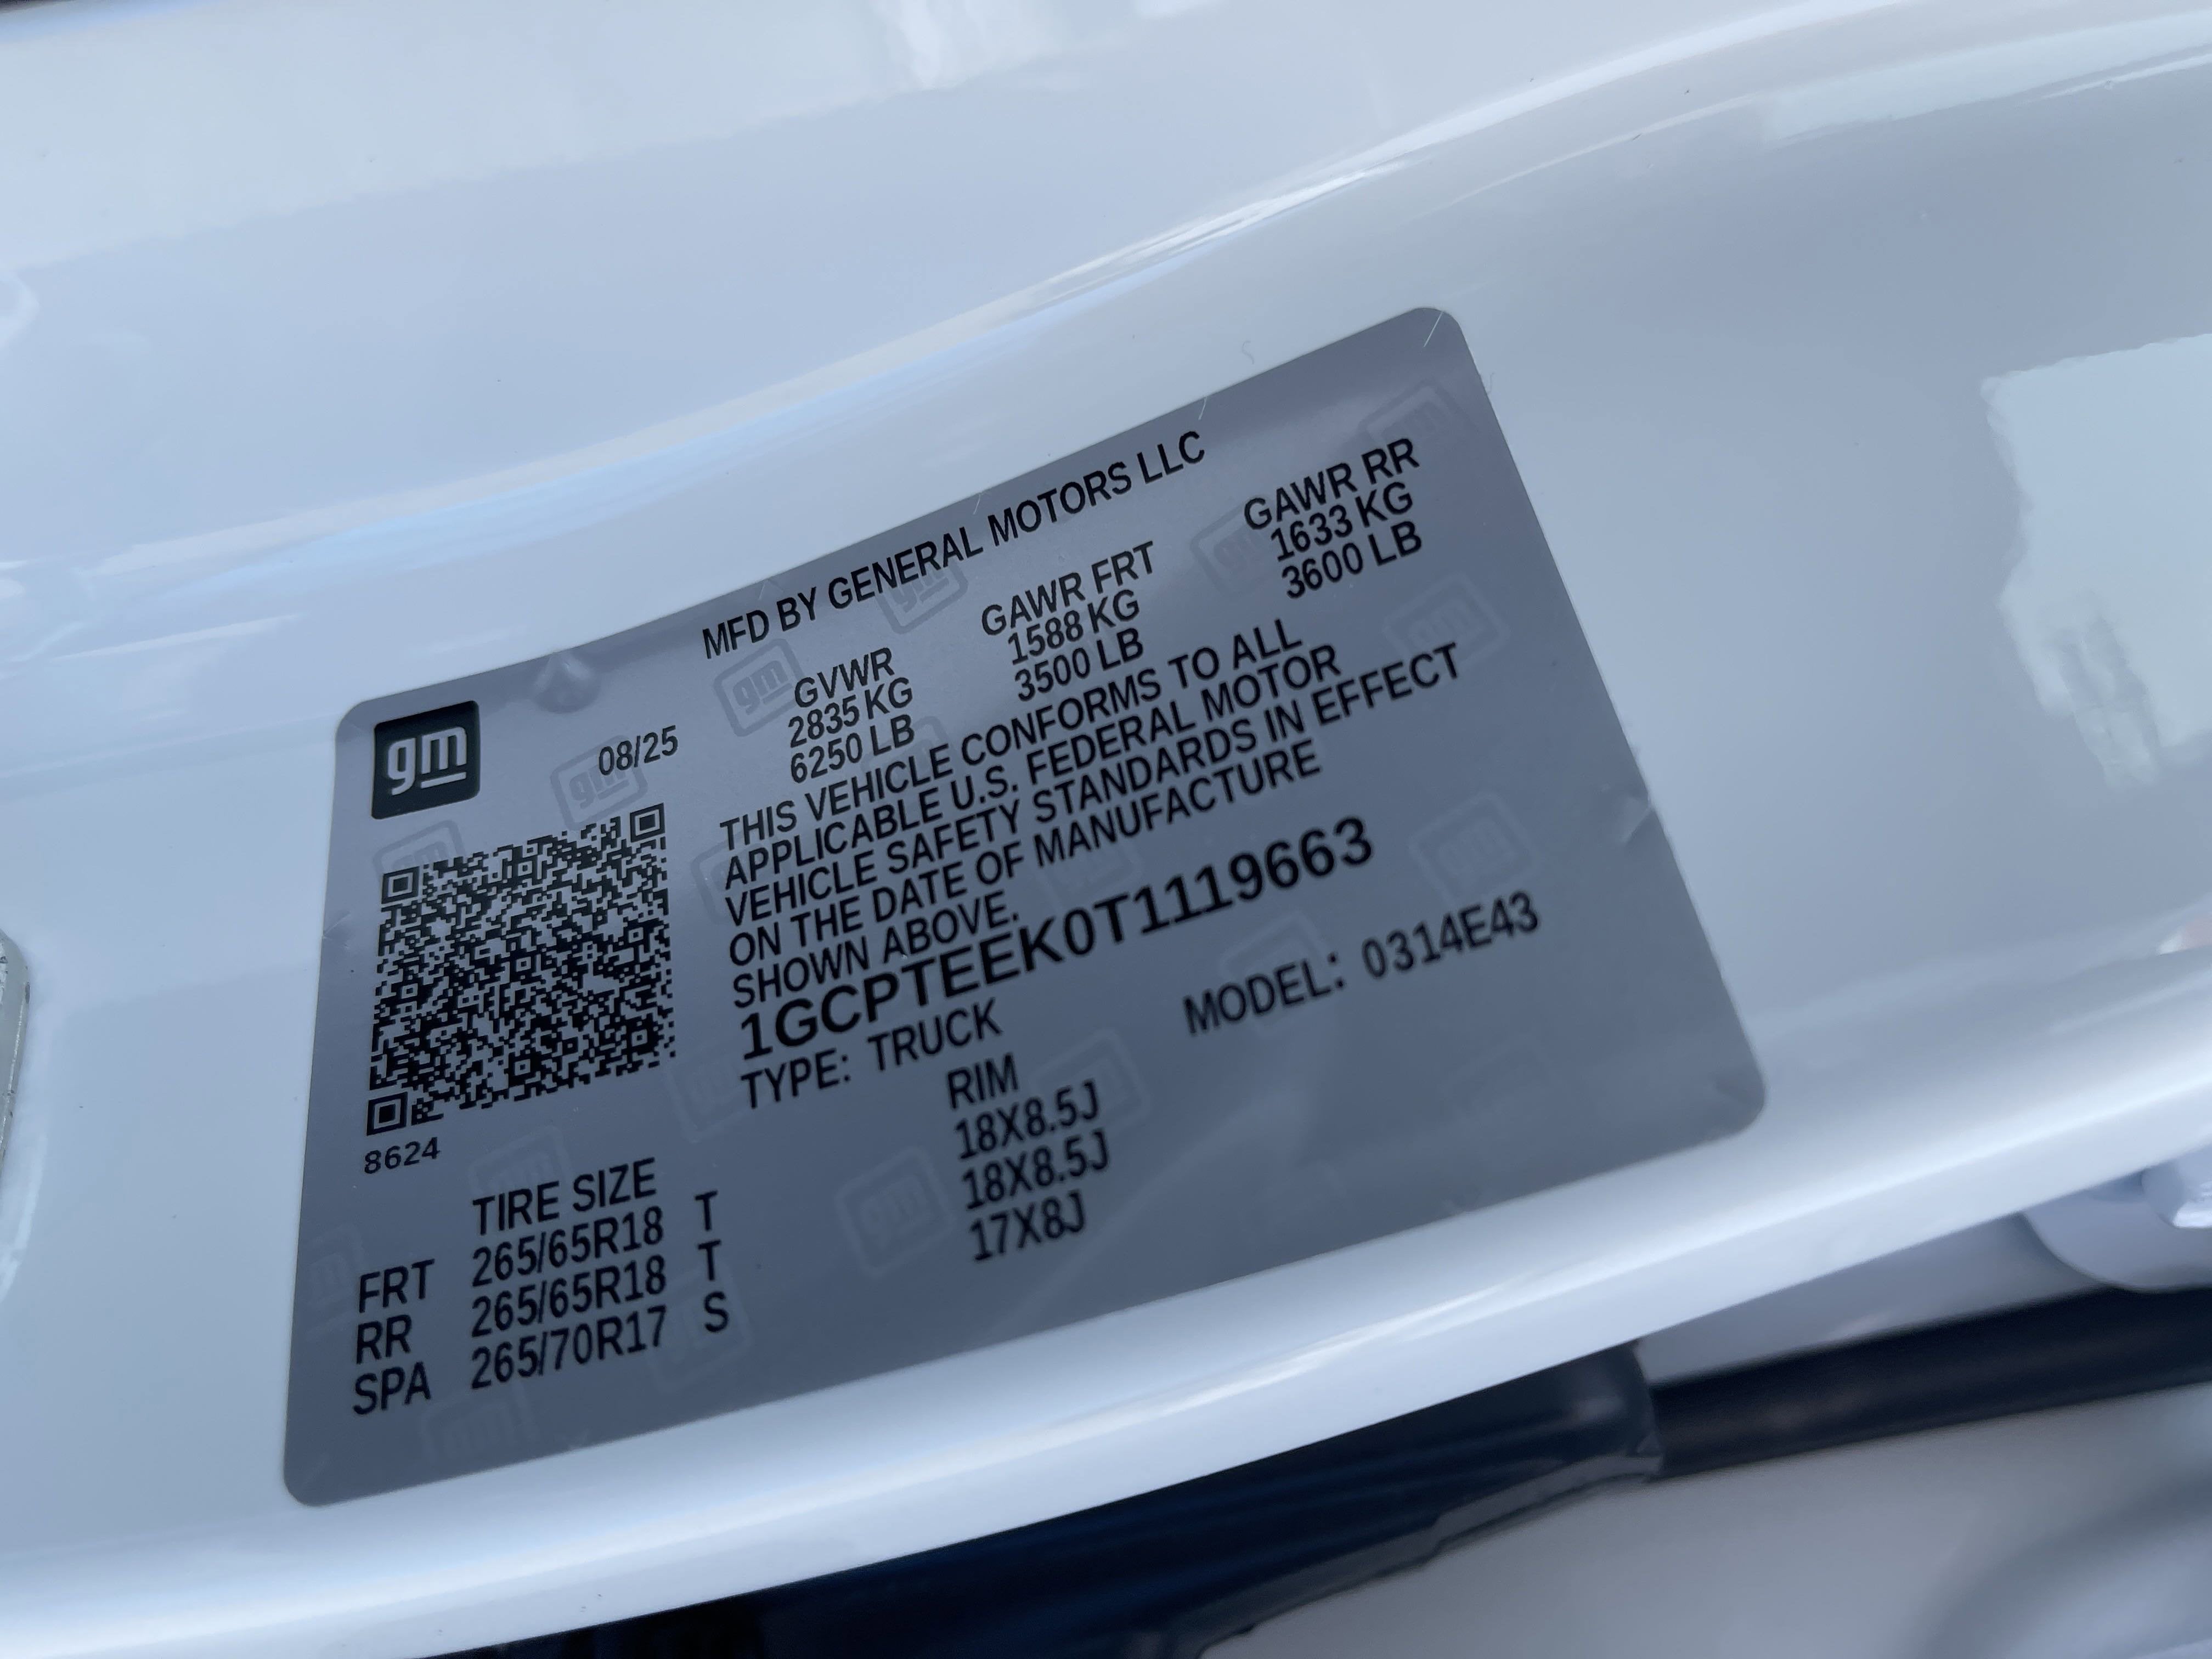 MFD BY GENERAL MOTORS LLC
gm
08/25
GVWR GAWR FRT GAWR RR
2835 KG 1588 KG 1633 KG
6250 LB 3500 LB 3600 LB
THIS VEHICLE CONFORMS TO ALL
APPLICABLE U.S. FEDERAL MOTOR
VEHICLE SAFETY STANDARDS IN EFFECT
ON THE DATE OF MANUFACTURE
SHOWN ABOVE.
1GCPTEEK0T1119663
TYPE: TRUCK MODEL: 0314E43
8624
TIRE SIZE RIM
FRT 265/65R18 T 18X8.5J
RR 265/65R18 T 18X8.5J
SPA 265/70R17 S 17X8J